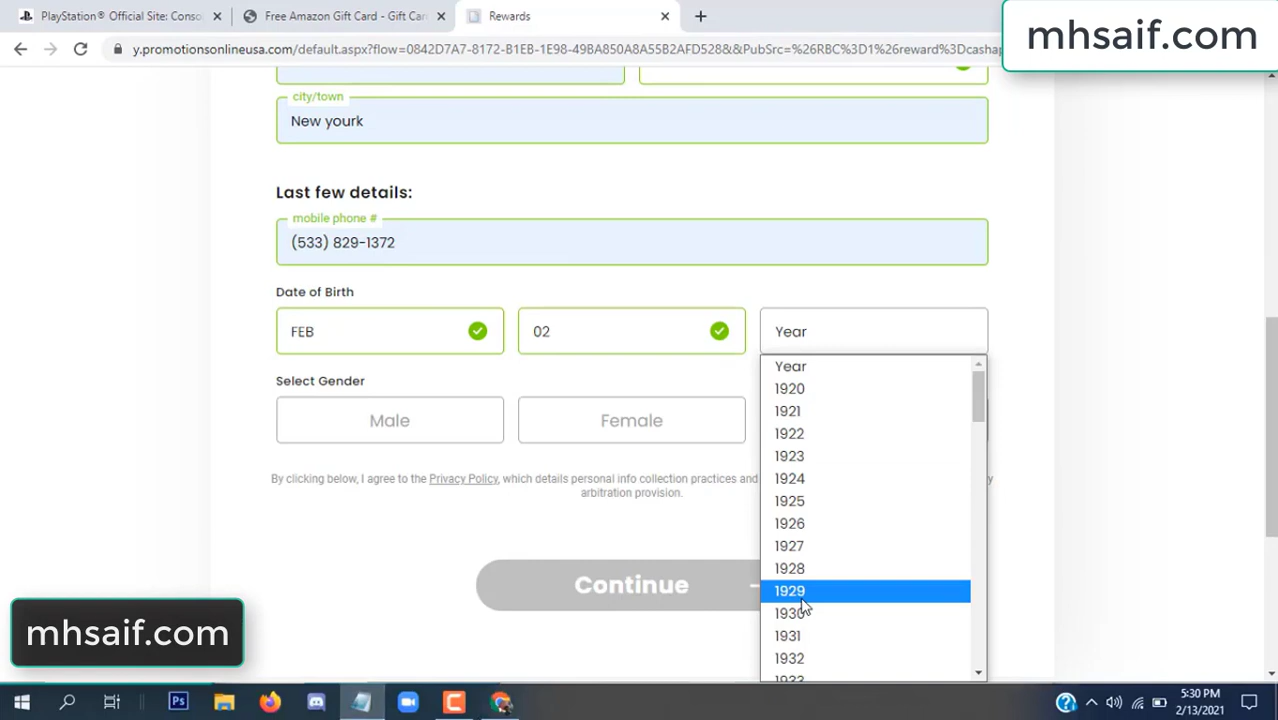 PlayStation® Official Site: Conso
Free Amazon Gift Card - Gift Car
Rewards
mhsaif.com
y.promotionsonlineusa.com/default.aspx?flow=0842D7A7-8172-B1EB-1E98-49BA850A8A55B2AFD528&&PubSrc=%26RBC%3D1%26reward%3Dcashap
city/town
New yourk
Last few details:
mobile phone #
(533) 829-1372
Date of Birth
FEB
02
Year
Year
1920
1921
1922
1923
1924
1925
1926
1927
1928
1929
1930
1931
1932
1933
Select Gender
Male
Female
By clicking below, I agree to the Privacy Policy, which details personal info collection practices and
y
arbitration provision.
Continue
mhsaif.com
Ps
5:30 PM
2/13/2021